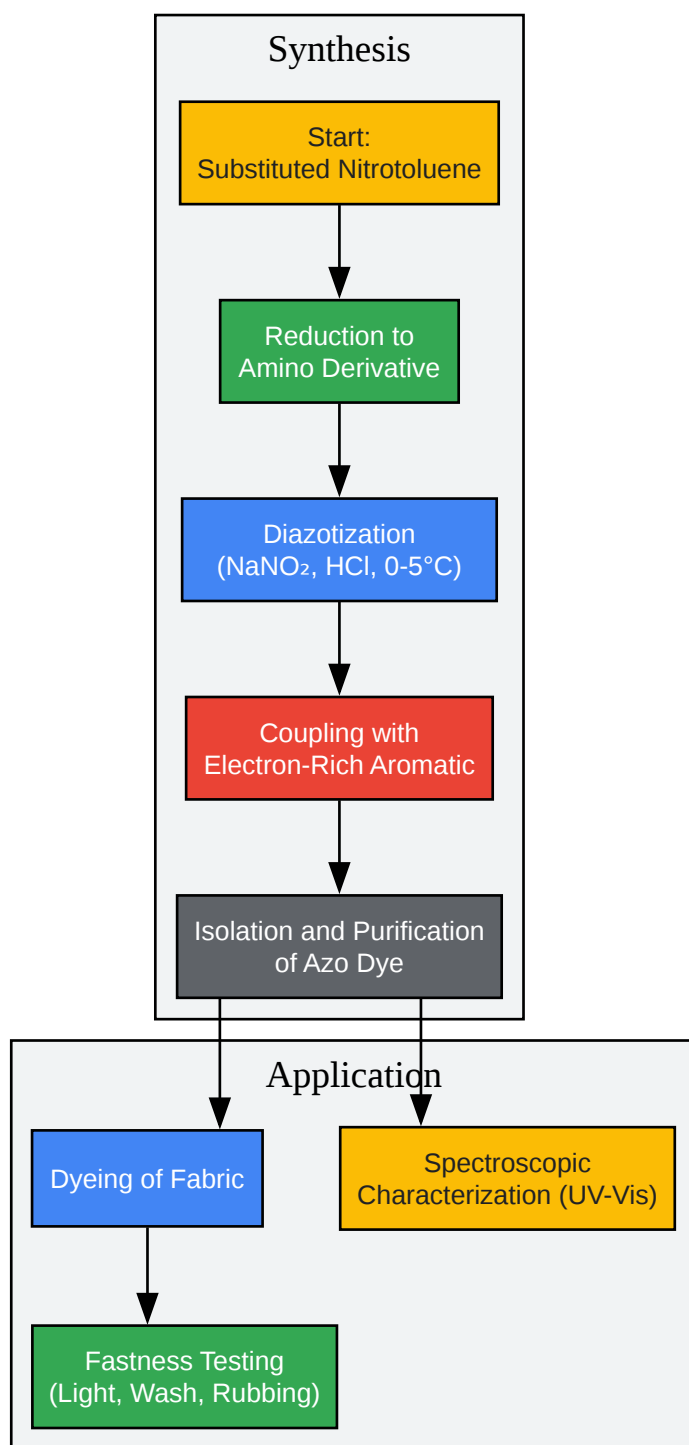 Synthesis
Start:
Substituted Nitrotoluene
Reduction to
Amino Derivative
Diazotization
(NaNO₂, HCl, 0-5°C)
Coupling with
Electron-Rich Aromatic
Isolation and Purification
of Azo Dye
Application
Dyeing of Fabric
Spectroscopic
Characterization (UV-Vis)
Fastness Testing
(Light, Wash, Rubbing)